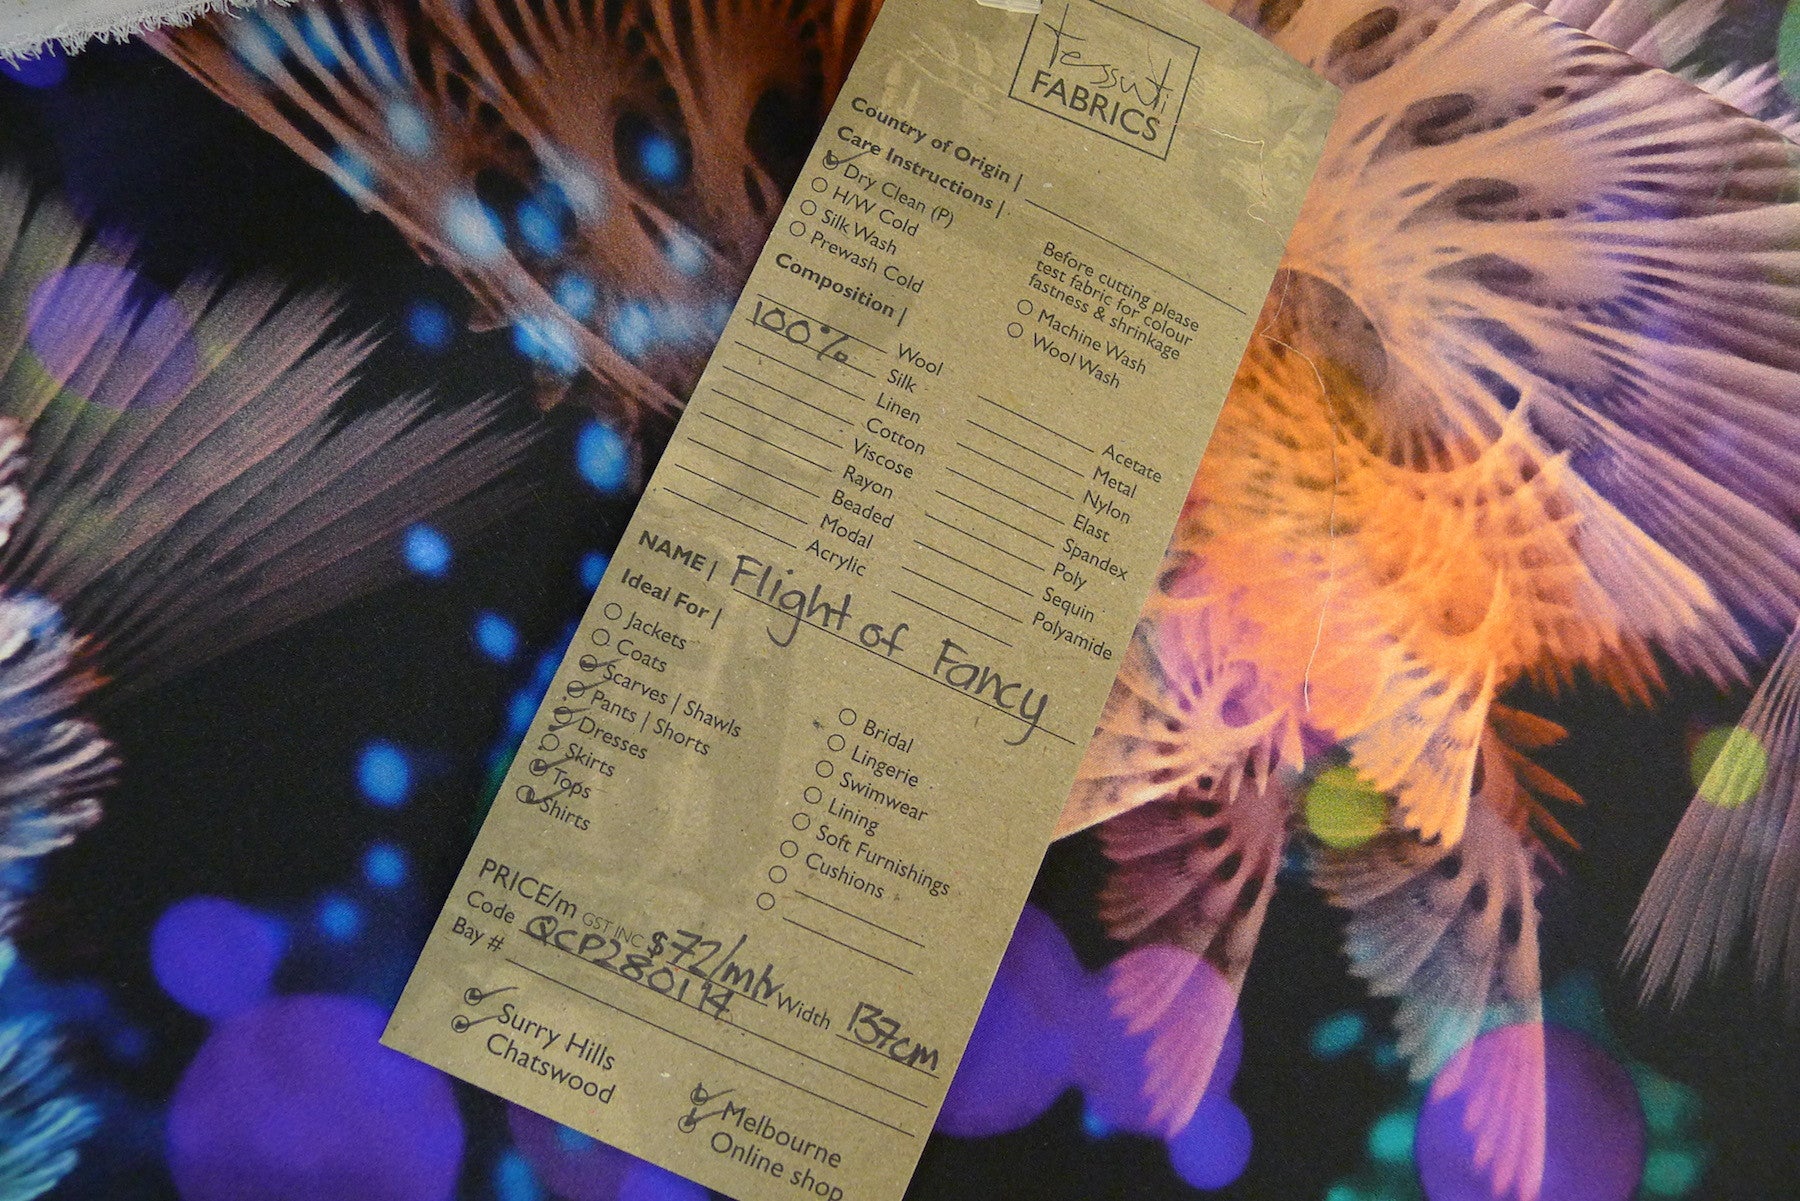 tessuti
FABRICS
Country of Origin |
Care Instructions |
Dry Clean (P)
H/W Cold
Silk Wash
Prewash Cold
Before cutting please
test fabric for colour
fastness & shrinkage
Machine Wash
Wool Wash
Composition |
Wool
100% Silk
Linen
Cotton
Viscose
Rayon
Beaded
Modal
Acrylic
Acetate
Metal
Nylon
Elast
Spandex
Poly
Sequin
Polyamide
NAME | Flight of Fancy
Ideal For |
Jackets
Coats
Scarves | Shawls
Pants | Shorts
Dresses
Skirts
Tops
Shirts
Bridal
Lingerie
Swimwear
Lining
Soft Furnishings
Cushions
PRICE/m GST INC $72/mtr Width 137cm
Code QCP280114
Bay #
Surry Hills
Chatswood
Melbourne
Online shop